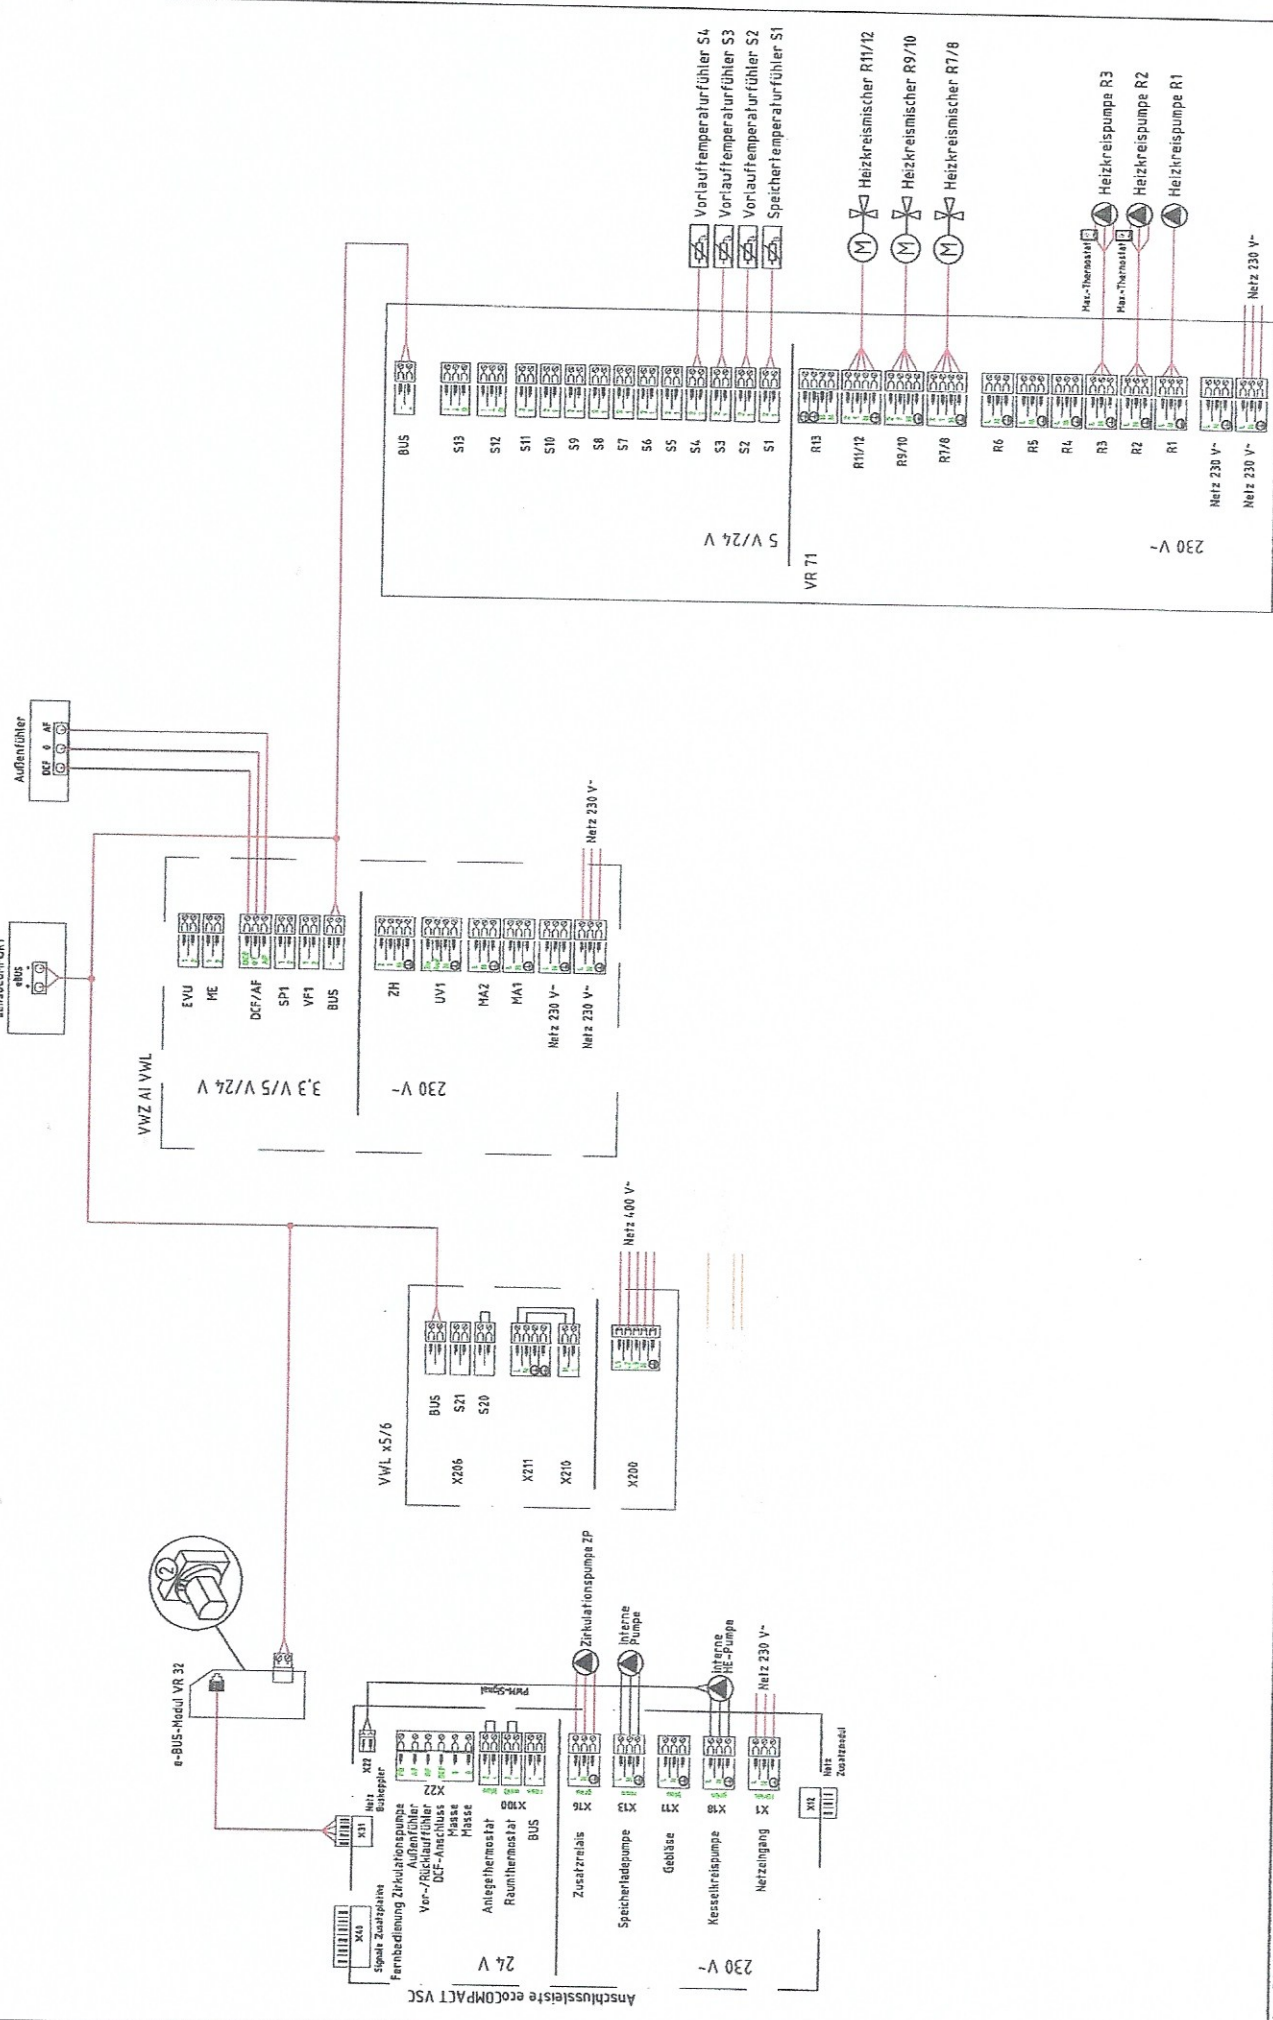 Außenfühler
DCF 0 AF
eBUS
- +
VWZ AI VWL
EVU
ME
DCF/AF
SP1
VF1
BUS
3,3 V/5 V/24 V
ZH
UV1
MA2
MA1
Netz 230 V~
Netz 230 V~
230 V~
Netz 230 V~
BUS
S13
S12
S11
S10
S9
S8
S7
S6
S5
S4
S3
S2
S1
5 V/24 V
VR 71
R13
R11/12
R9/10
R7/8
R6
R5
R4
R3
R2
R1
Netz 230 V~
Netz 230 V~
230 V~
Vorlauftemperaturfühler S4
Vorlauftemperaturfühler S3
Vorlauftemperaturfühler S2
Speichertemperaturfühler S1
M Heizkreismischer R11/12
M Heizkreismischer R9/10
M Heizkreismischer R7/8
Max.-Thermostat
Heizkreispumpe R3
Max.-Thermostat
Heizkreispumpe R2
Heizkreispumpe R1
Netz 230 V~
VWL x5/6
BUS
S21
S20
X206
X211
X210
X200
Netz 400 V~
2
e-BUS-Modul VR 32
X40
Signale Zusatzplatine
X31
Netz
Buskoppler
X22
PWM-Signal
Fernbedienung Zirkulationspumpe
Außenfühler
Vor-/Rücklauffühler
DCF-Anschluss
Masse
Masse
X22
Anlegethermostat
Raumthermostat
X100
BUS
24 V
Zusatzrelais
X16
Zirkulationspumpe ZP
Speicherladepumpe
X13
Interne
Pumpe
Gebläse
X11
Kesselkreispumpe
X18
Interne
HE-Pumpe
Netzeingang
X1
Netz 230 V~
230 V~
X12
Netz
Zusatzmodul
Anschlussleiste ecoCOMPACT VSC